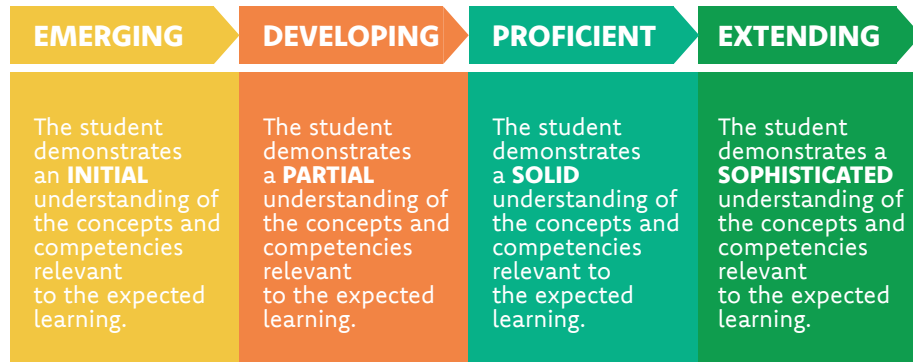 EMERGING
The student
demonstrates
an INITIAL
understanding of
the concepts and
competencies
relevant
to the expected
learning.
DEVELOPING
The student
demonstrates
a PARTIAL
understanding of
the concepts and
competencies
relevant
to the expected
learning.
PROFICIENT
The student
demonstrates
a SOLID
understanding of
the concepts and
competencies
relevant to
the expected
learning.
EXTENDING
The student
demonstrates a
SOPHISTICATED
understanding of
the concepts and
competencies
relevant
to the expected
learning.